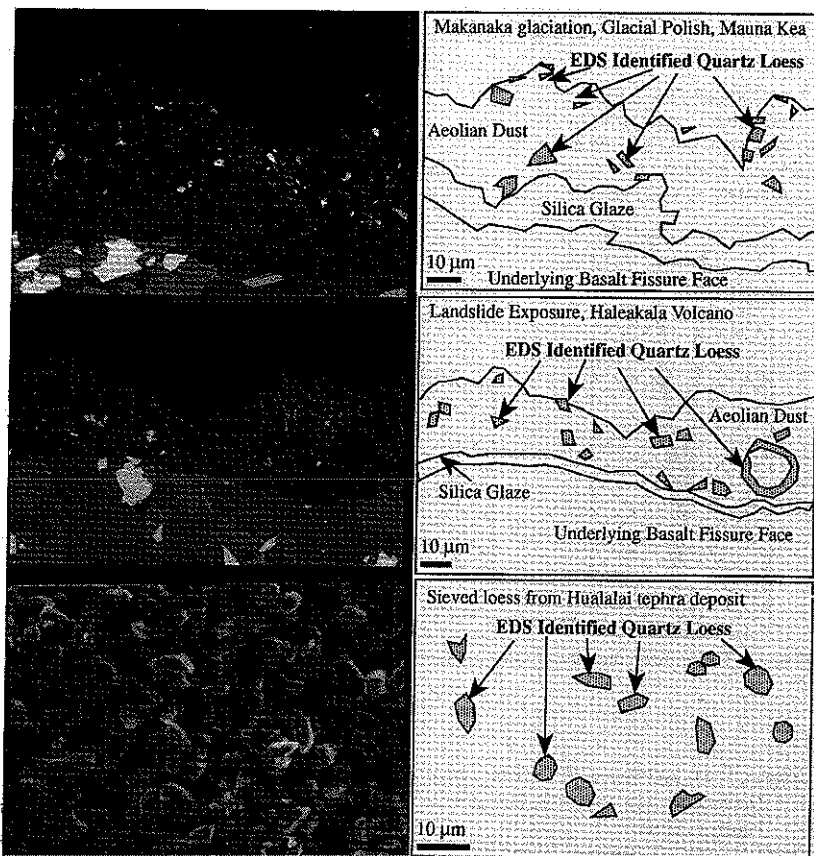 Makanaka glaciation, Glacial Polish, Mauna Kea
EDS Identified Quartz Loess
Aeolian Dust
Silica Glaze
10 μm
Underlying Basalt Fissure Face
Landslide Exposure, Haleakala Volcano
EDS Identified Quartz Loess
Aeolian Dust
Silica Glaze
Underlying Basalt Fissure Face
10 μm
Sieved loess from Hualalai tephra deposit
EDS Identified Quartz Loess
10 μm